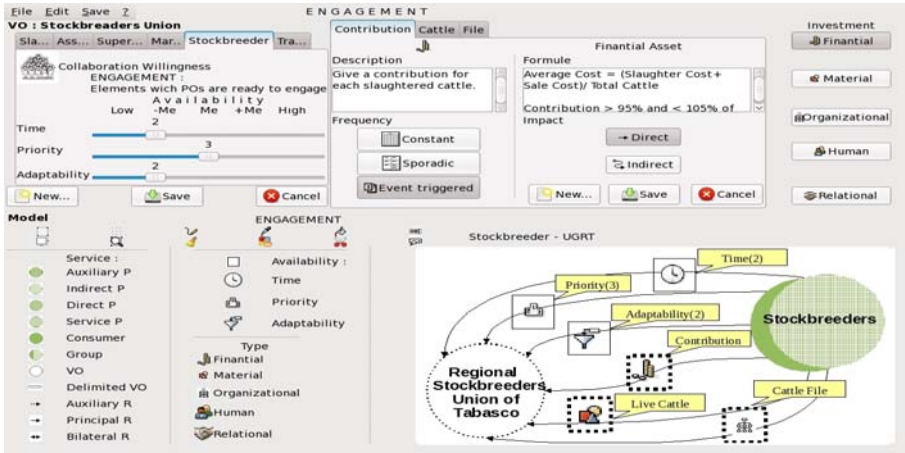 File Edit Save ?
ENGAGEMENT
VO : Stockbreaders Union
Sla... Ass... Super... Mar.. Stockbreeder Tra...
Collaboration Willingness
ENGAGEMENT :
Elements wich POs are ready to engage
Availability
Low -Me Me +Me High
Time
2
Priority
3
Adaptability
2
New... Save Cancel
Contribution Cattle File
Description
Give a contribution for
each slaughtered cattle.
Frequency
Constant
Sporadic
Event triggered
Finantial Asset
Formule
Average Cost = (Slaughter Cost+
Sale Cost)/ Total Cattle
Contribution > 95% and < 105% of
Impact
Direct
Indirect
New... Save Cancel
Investment
Finantial
Material
Organizational
Human
Relational
Model
ENGAGEMENT
Service :
Auxiliary P
Indirect P
Direct P
Service P
Consumer
Group
VO
Delimited VO
Auxiliary R
Principal R
Bilateral R
Availability :
Time
Priority
Adaptability
Type
Finantial
Material
Organizational
Human
Relational
Stockbreeder - UGRT
Time(2)
Priority(3)
Adaptability(2)
Contribution
Stockbreeders
Regional
Stockbreeders
Union of
Tabasco
Live Cattle
Cattle File